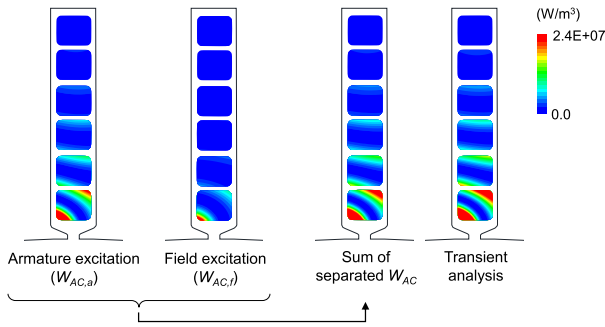 (W/m³)
2.4E+07
0.0
Armature excitation
(W_AC,a)
Field excitation
(W_AC,f)
Sum of
separated W_AC
Transient
analysis